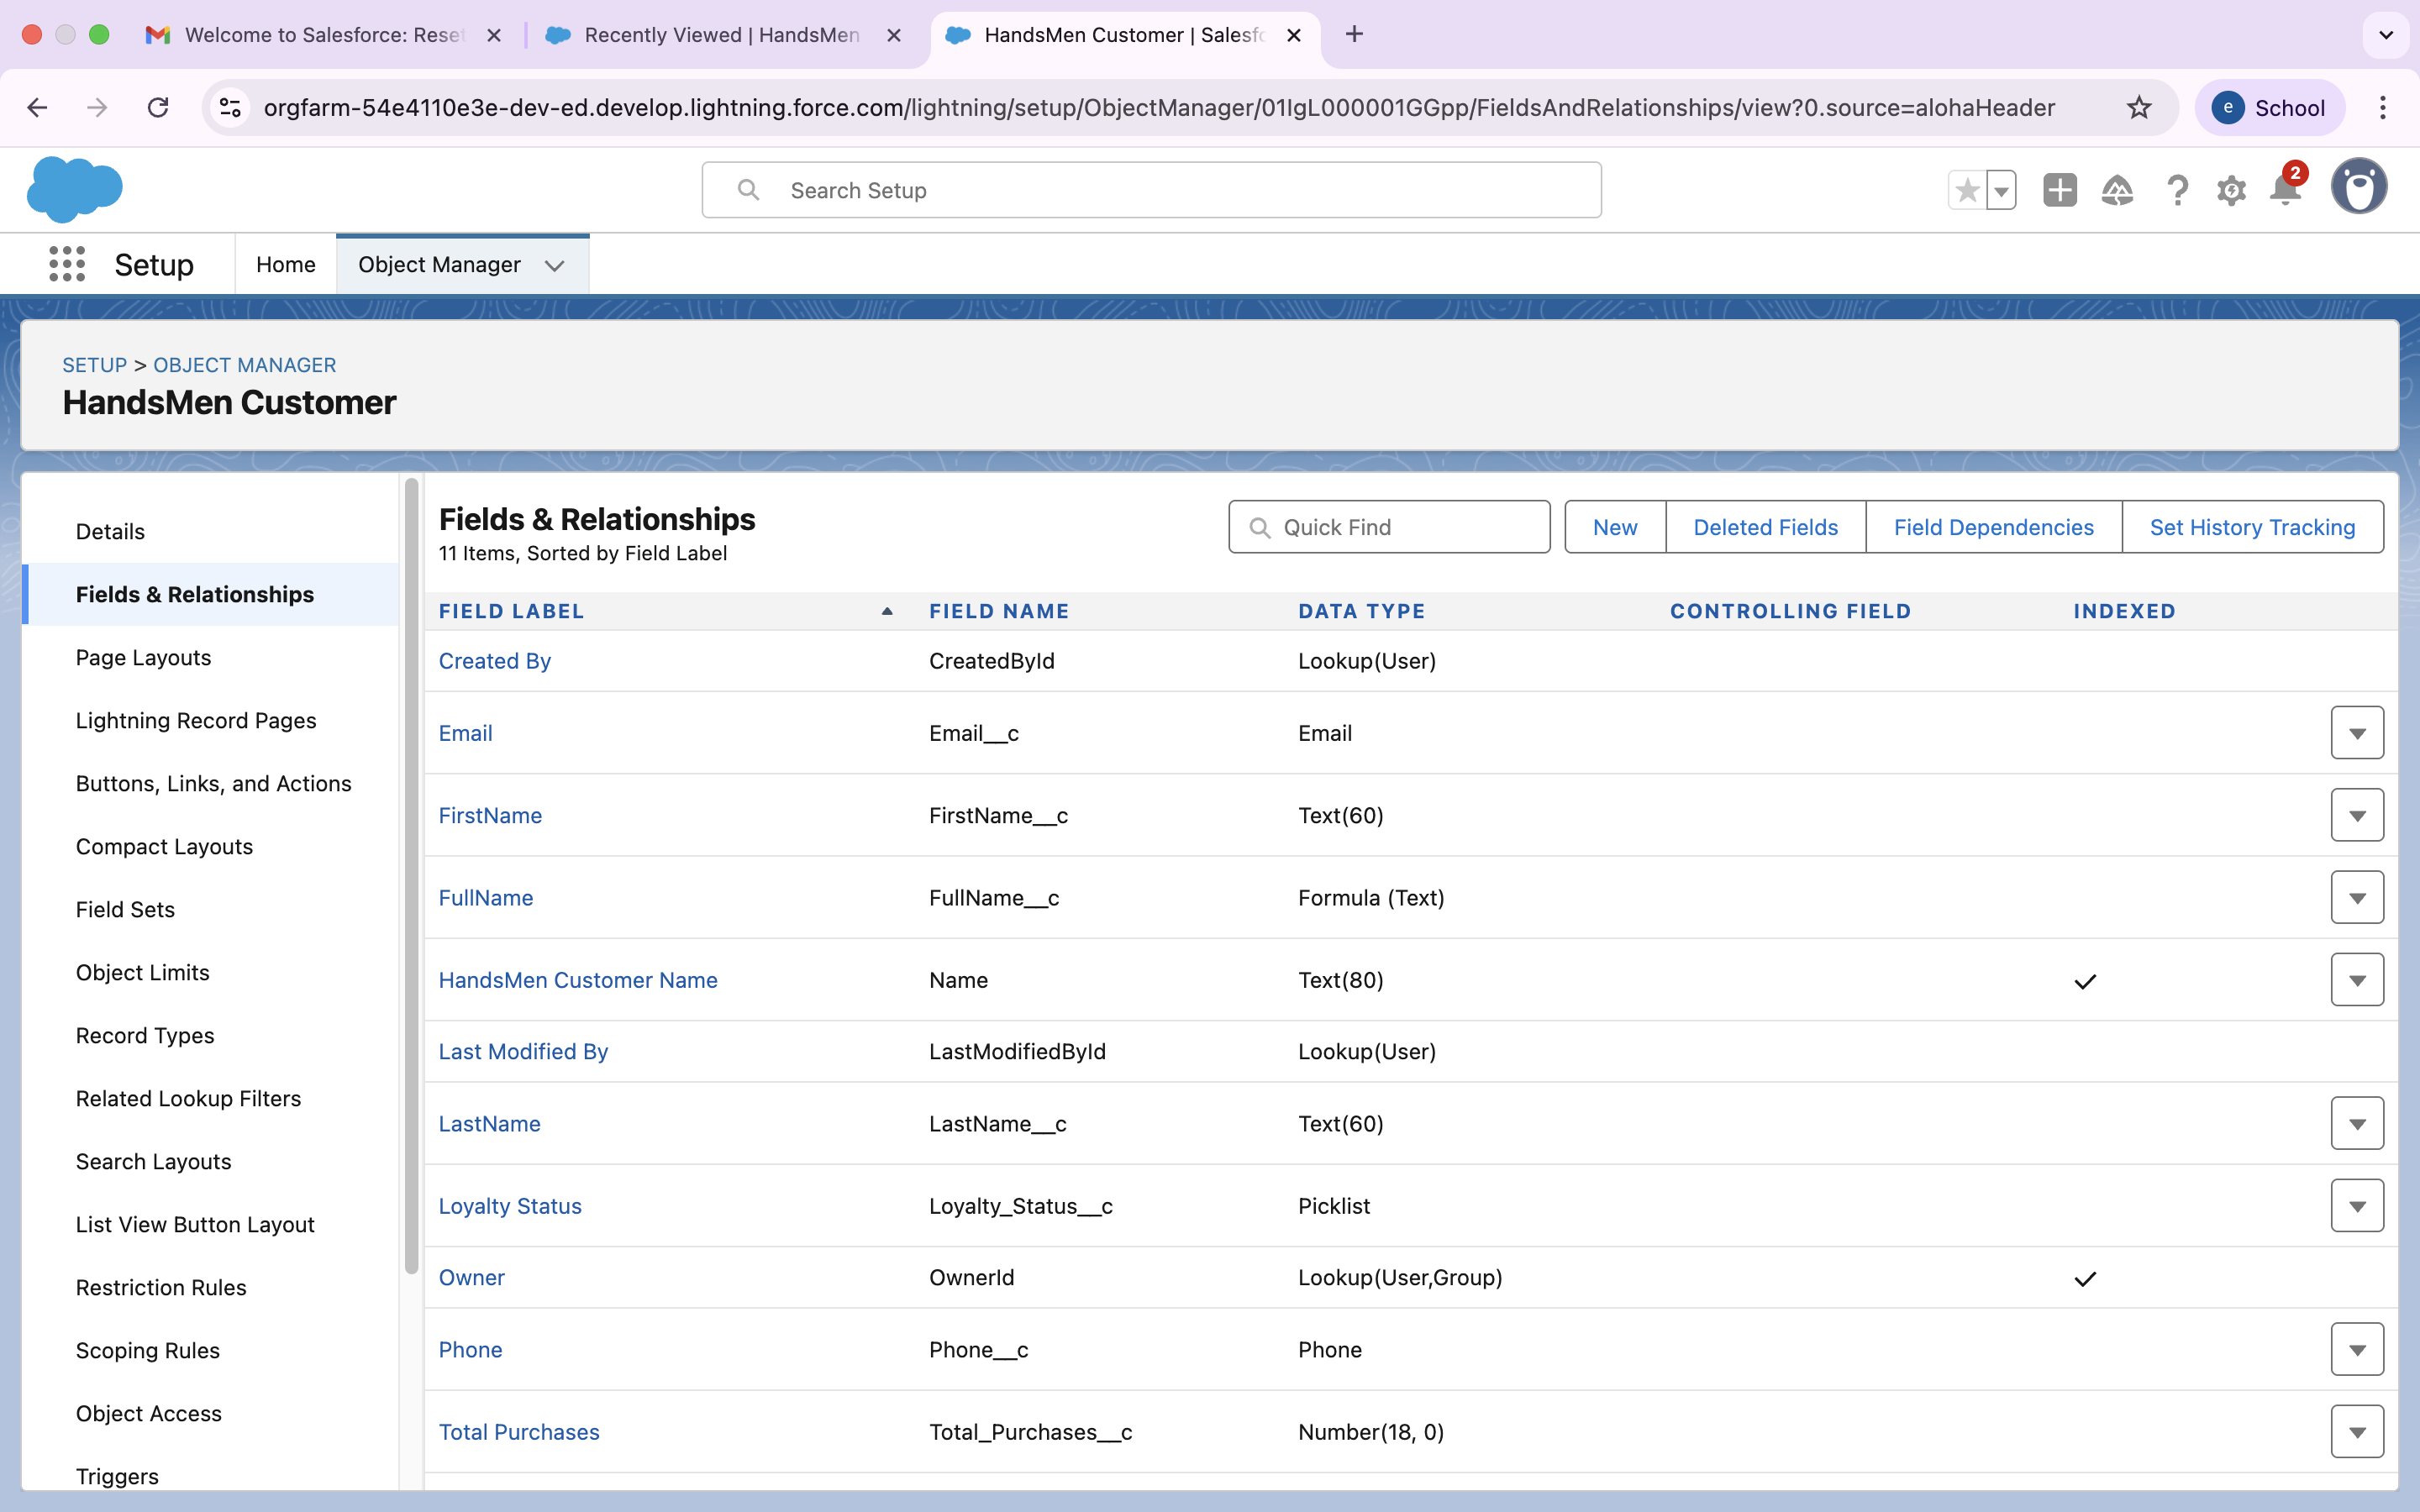 Welcome to Salesforce: Reset
Recently Viewed | HandsMen
HandsMen Customer | Salesfo
orgfarm-54e4110e3e-dev-ed.develop.lightning.force.com/lightning/setup/ObjectManager/01IgL000001GGpp/FieldsAndRelationships/view?0.source=alohaHeader
e School
Search Setup
2
Setup Home Object Manager
SETUP > OBJECT MANAGER
HandsMen Customer
Details
Fields & Relationships
Page Layouts
Lightning Record Pages
Buttons, Links, and Actions
Compact Layouts
Field Sets
Object Limits
Record Types
Related Lookup Filters
Search Layouts
List View Button Layout
Restriction Rules
Scoping Rules
Object Access
Triggers
Fields & Relationships
11 Items, Sorted by Field Label
Quick Find
New Deleted Fields Field Dependencies Set History Tracking
FIELD LABEL FIELD NAME DATA TYPE CONTROLLING FIELD INDEXED
Created By CreatedById Lookup(User)
Email Email__c Email
FirstName FirstName__c Text(60)
FullName FullName__c Formula (Text)
HandsMen Customer Name Name Text(80)
Last Modified By LastModifiedById Lookup(User)
LastName LastName__c Text(60)
Loyalty Status Loyalty_Status__c Picklist
Owner OwnerId Lookup(User,Group)
Phone Phone__c Phone
Total Purchases Total_Purchases__c Number(18, 0)